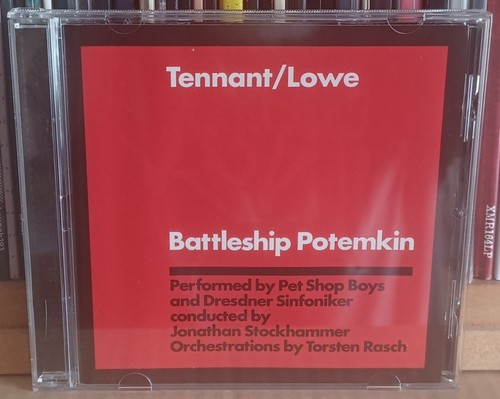 Tennant/Lowe
Battleship Potemkin
Performed by Pet Shop Boys
and Dresdner Sinfoniker
conducted by
Jonathan Stockhammer
Orchestrations by Torsten Rasch
XMR164LP